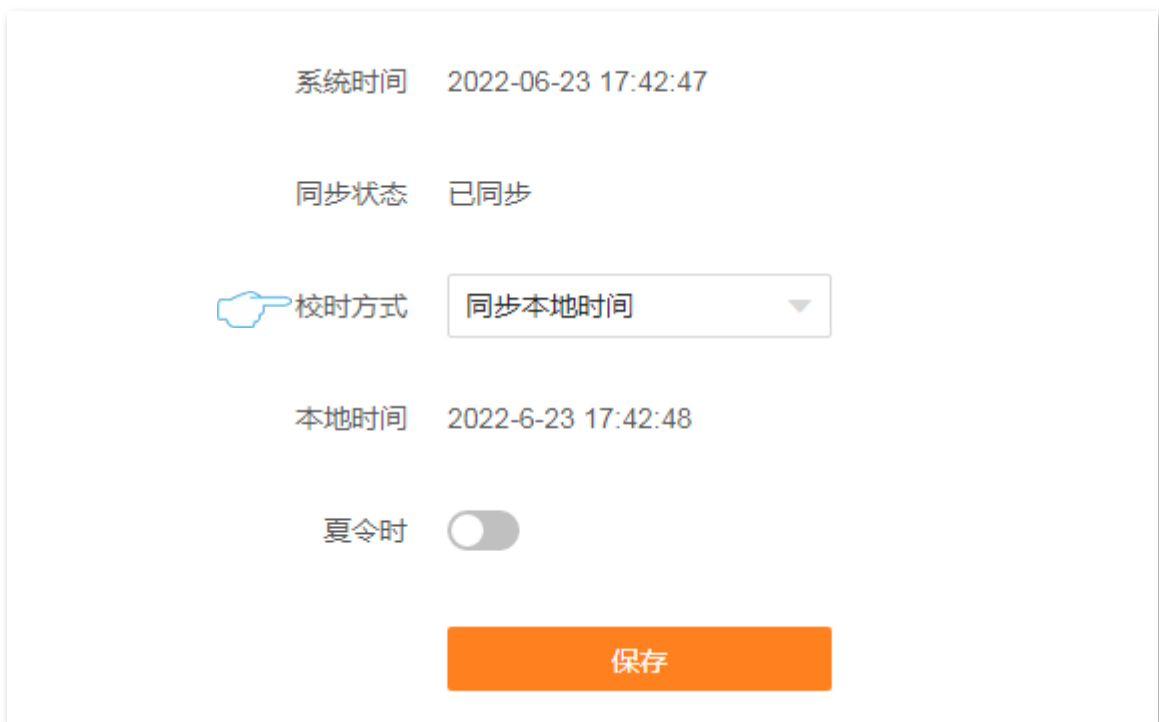 系统时间 2022-06-23 17:42:47
同步状态 已同步
校时方式 同步本地时间
本地时间 2022-6-23 17:42:48
夏令时
保存